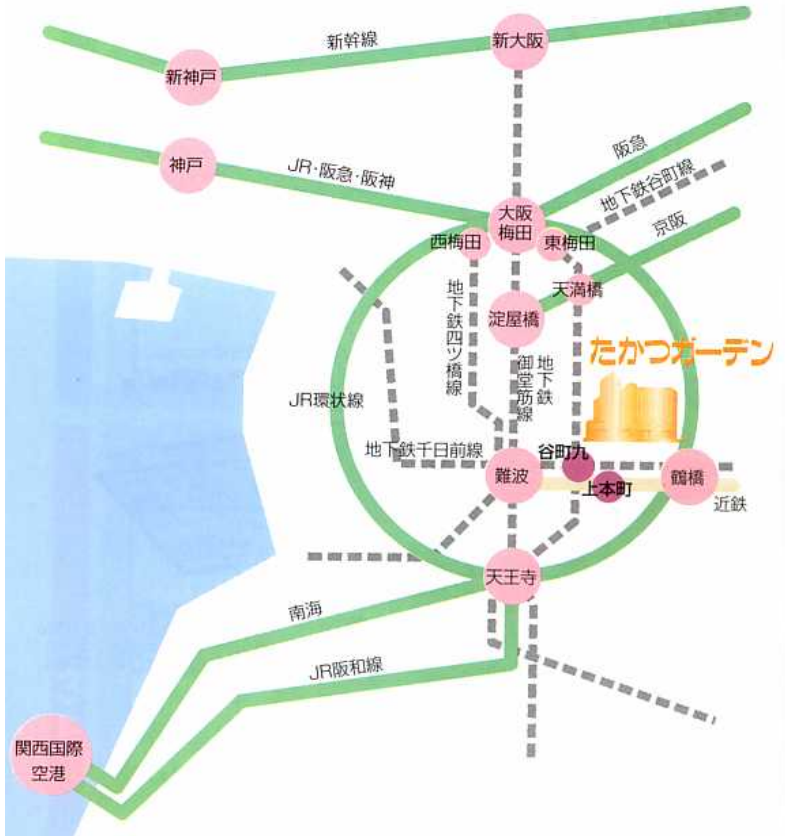 新幹線
新大阪
新神戸
神戸
JR・阪急・阪神
阪急
地下鉄谷町線
大阪
梅田
京阪
西梅田
東梅田
天満橋
地下鉄四ツ橋線
淀屋橋
地下鉄
御堂筋線
たかつガーデン
JR環状線
地下鉄千日前線
谷町九
難波
上本町
鶴橋
近鉄
天王寺
南海
JR阪和線
関西国際
空港